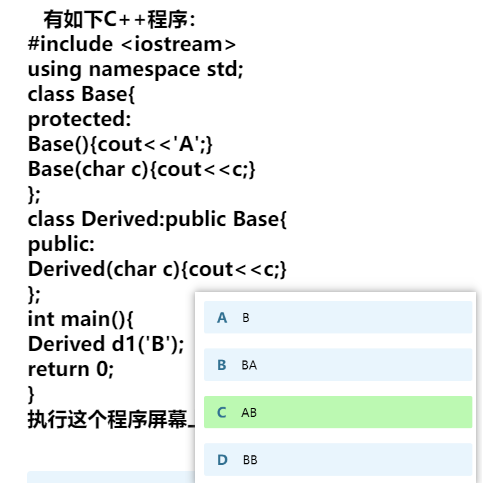 有如下C++程序：
#include <iostream>
using namespace std;
class Base{
protected:
Base(){cout<<'A';}
Base(char c){cout<<c;}
};
class Derived:public Base{
public:
Derived(char c){cout<<c;}
};
int main(){
Derived d1('B');
return 0;
}
执行这个程序屏幕
A B
B BA
C AB
D BB